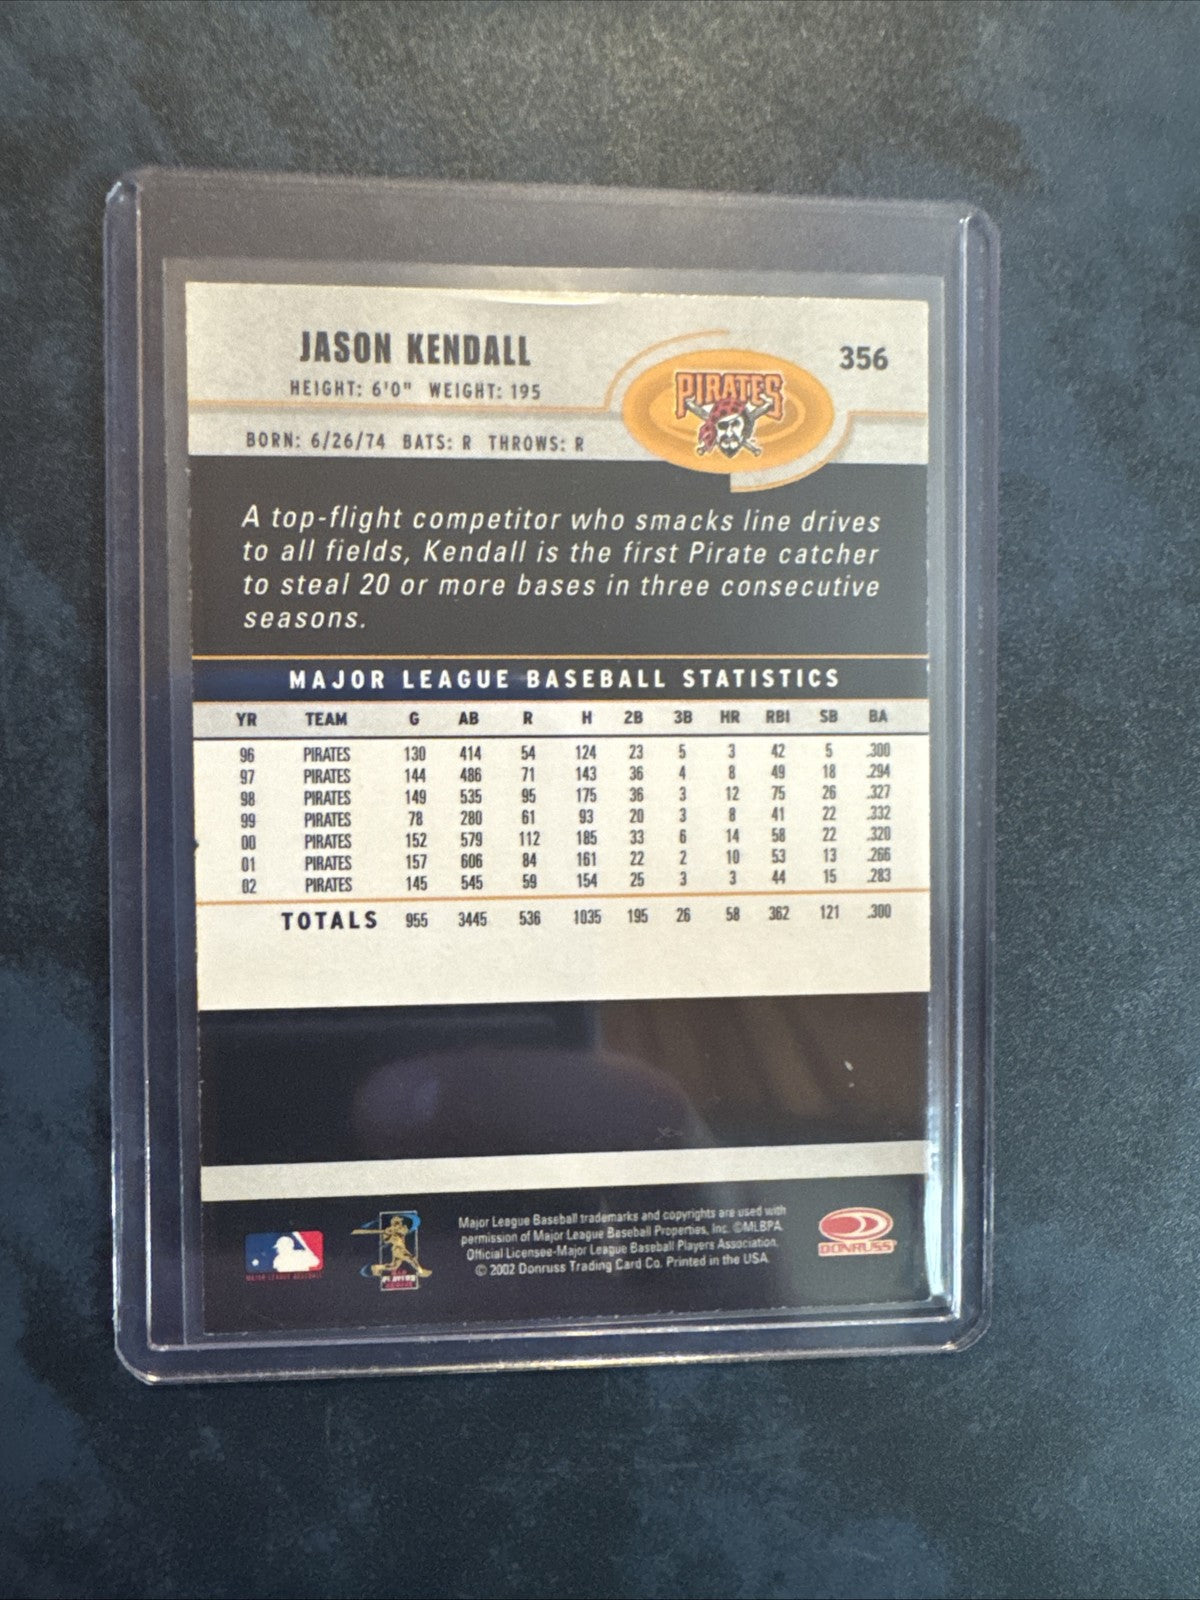 JASON KENDALL
356
HEIGHT: 6'0" WEIGHT: 195
PIRATES
BORN: 6/26/74 BATS: R THROWS: R
A top-flight competitor who smacks line drives
to all fields, Kendall is the first Pirate catcher
to steal 20 or more bases in three consecutive
seasons.
MAJOR LEAGUE BASEBALL STATISTICS
YR TEAM G AB R H 2B 3B HR RBI SB BA
96 PIRATES 130 414 54 124 23 5 3 42 5 .300
97 PIRATES 144 486 71 143 36 4 8 49 18 .294
98 PIRATES 149 535 95 175 36 3 12 75 26 .327
99 PIRATES 78 280 61 93 20 3 8 41 22 .332
00 PIRATES 152 579 112 185 33 6 14 58 22 .320
01 PIRATES 157 606 84 161 22 2 10 53 13 .266
02 PIRATES 145 545 59 154 25 3 3 44 15 .283
TOTALS 955 3445 536 1035 195 26 58 362 121 .300
Major League Baseball trademarks and copyrights are used with
permission of Major League Baseball Properties, Inc. ©MLBPA
Official Licensee-Major League Baseball Players Association.
© 2002 Donruss Trading Card Co. Printed in the USA
MAJOR LEAGUE BASEBALL
PLAYERS
DONRUSS